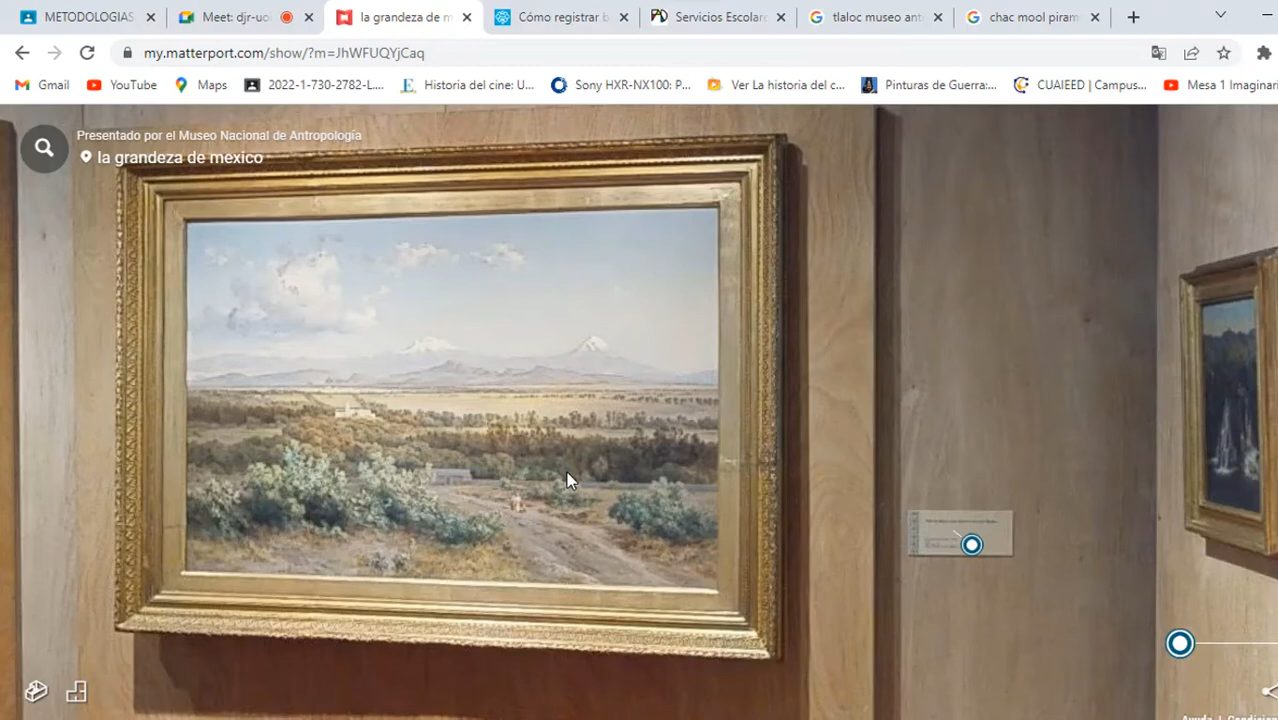 METODOLOGIAS
Meet: djr-uoi
la grandeza de m
Cómo registrar b
Servicios Escolare
tlaloc museo ant
chac mool piram
my.matterport.com/show/?m=JhWFUQYjCaq
Gmail
YouTube
Maps
2022-1-730-2782-L...
Historia del cine: U...
Sony HXR-NX100: P...
Ver La historia del c...
Pinturas de Guerra:...
CUAIEED | Campus...
Mesa 1 Imaginari
Presentado por el Museo Nacional de Antropología
la grandeza de mexico